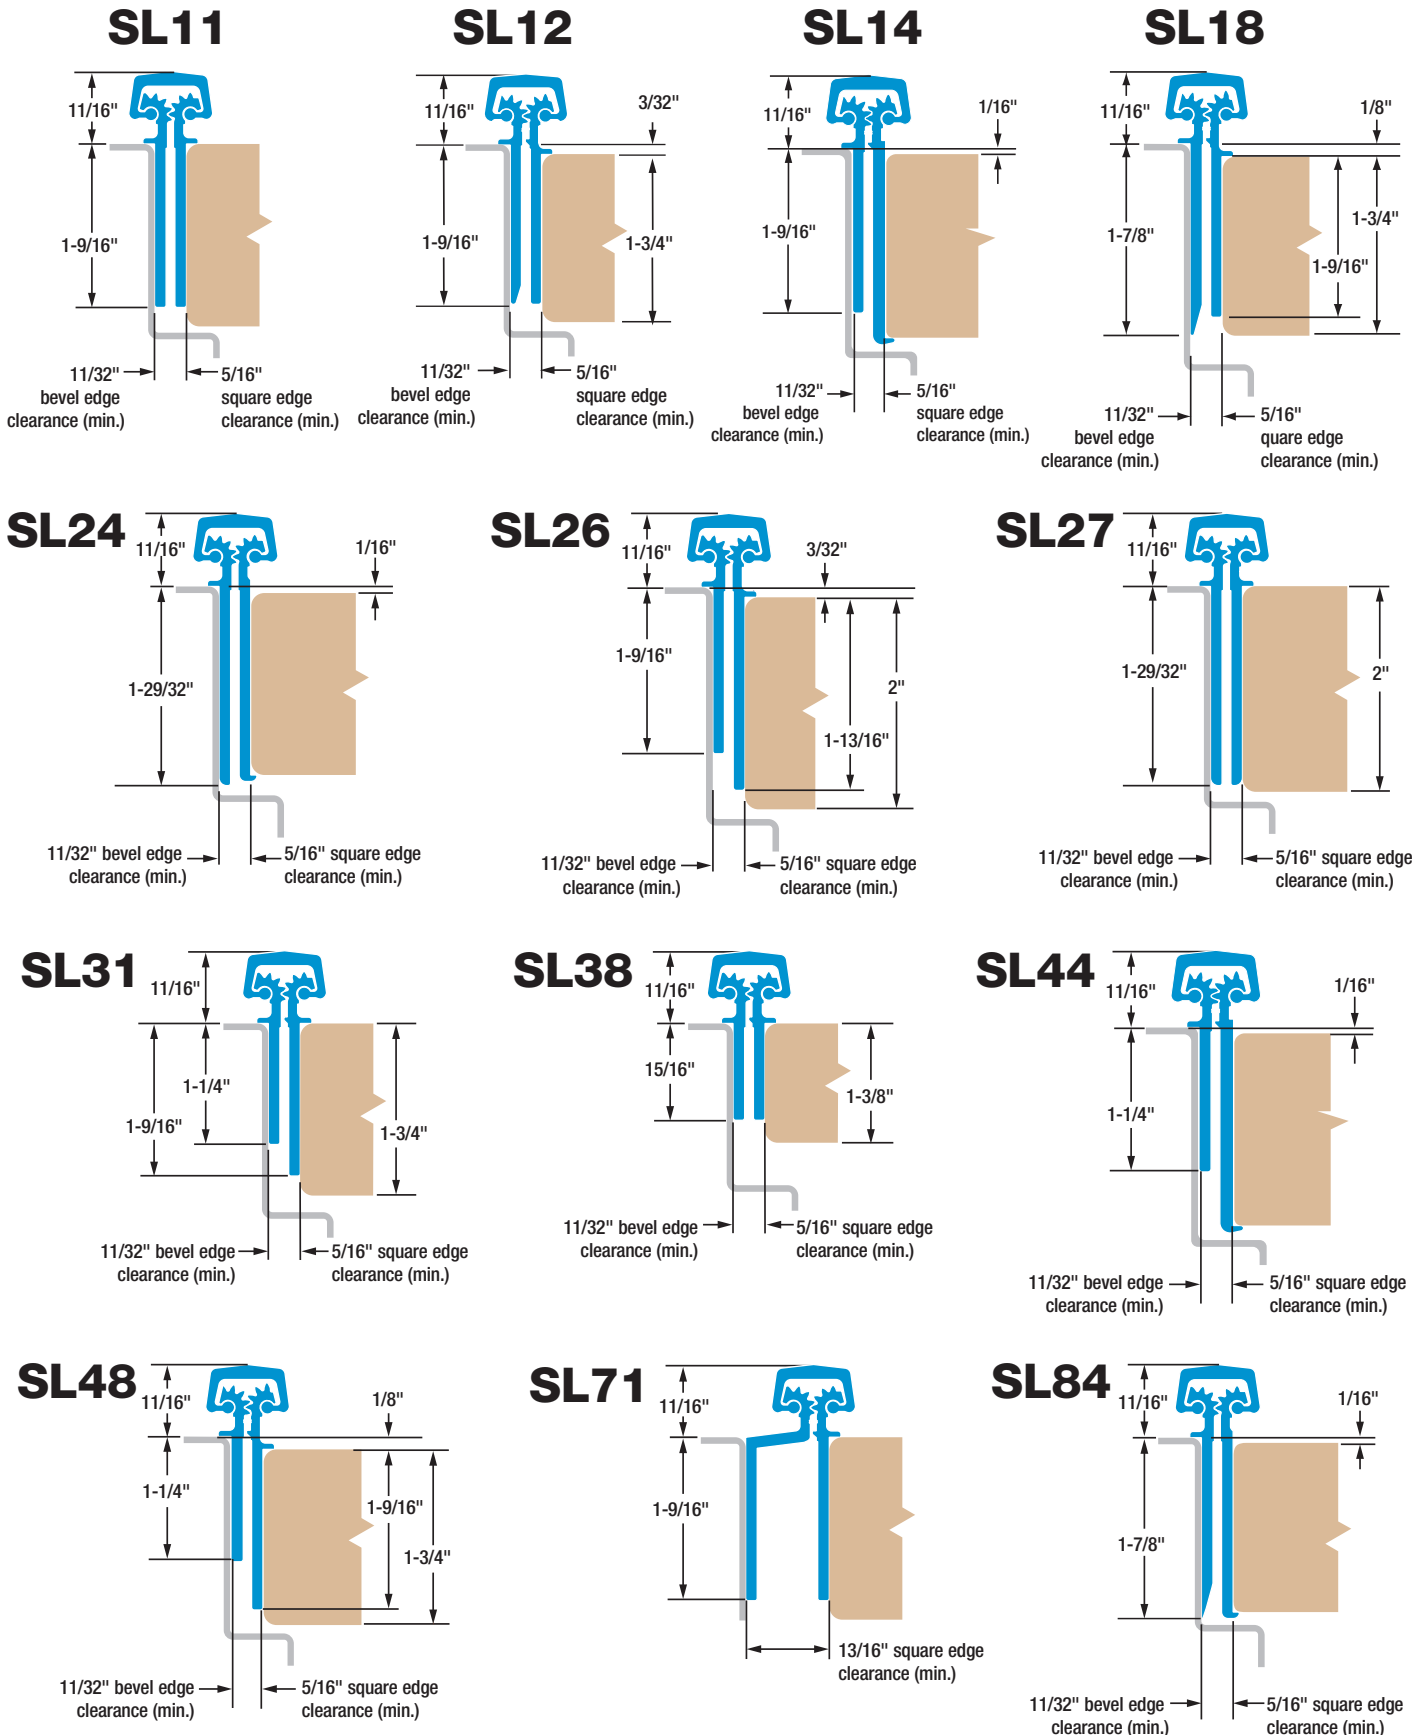 SL11
11/16"
1-9/16"
11/32"
bevel edge
clearance (min.)
5/16"
square edge
clearance (min.)
SL12
11/16"
3/32"
1-9/16"
1-3/4"
11/32"
bevel edge
clearance (min.)
5/16"
square edge
clearance (min.)
SL14
11/16"
1/16"
1-9/16"
11/32"
bevel edge
clearance (min.)
5/16"
square edge
clearance (min.)
SL18
11/16"
1/8"
1-7/8"
1-3/4"
1-9/16"
11/32"
bevel edge
clearance (min.)
5/16"
quare edge
clearance (min.)
SL24
11/16"
1/16"
1-29/32"
11/32" bevel edge
clearance (min.)
5/16" square edge
clearance (min.)
SL26
11/16"
3/32"
1-9/16"
2"
1-13/16"
11/32" bevel edge
clearance (min.)
5/16" square edge
clearance (min.)
SL27
11/16"
1-29/32"
2"
11/32" bevel edge
clearance (min.)
5/16" square edge
clearance (min.)
SL31
11/16"
1-1/4"
1-9/16"
1-3/4"
11/32" bevel edge
clearance (min.)
5/16" square edge
clearance (min.)
SL38
11/16"
15/16"
1-3/8"
11/32" bevel edge
clearance (min.)
5/16" square edge
clearance (min.)
SL44
11/16"
1/16"
1-1/4"
11/32" bevel edge
clearance (min.)
5/16" square edge
clearance (min.)
SL48
11/16"
1/8"
1-1/4"
1-9/16"
1-3/4"
11/32" bevel edge
clearance (min.)
5/16" square edge
clearance (min.)
SL71
11/16"
1-9/16"
13/16" square edge
clearance (min.)
SL84
11/16"
1/16"
1-7/8"
11/32" bevel edge
clearance (min.)
5/16" square edge
clearance (min.)